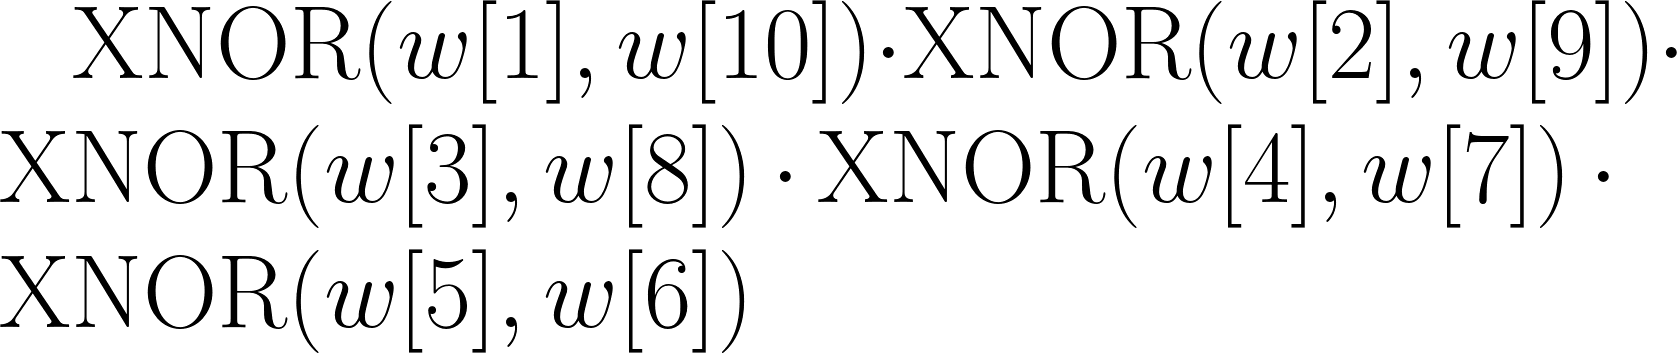 XNOR(w[1], w[10])·XNOR(w[2], w[9])·
XNOR(w[3], w[8]) · XNOR(w[4], w[7]) ·
XNOR(w[5], w[6])